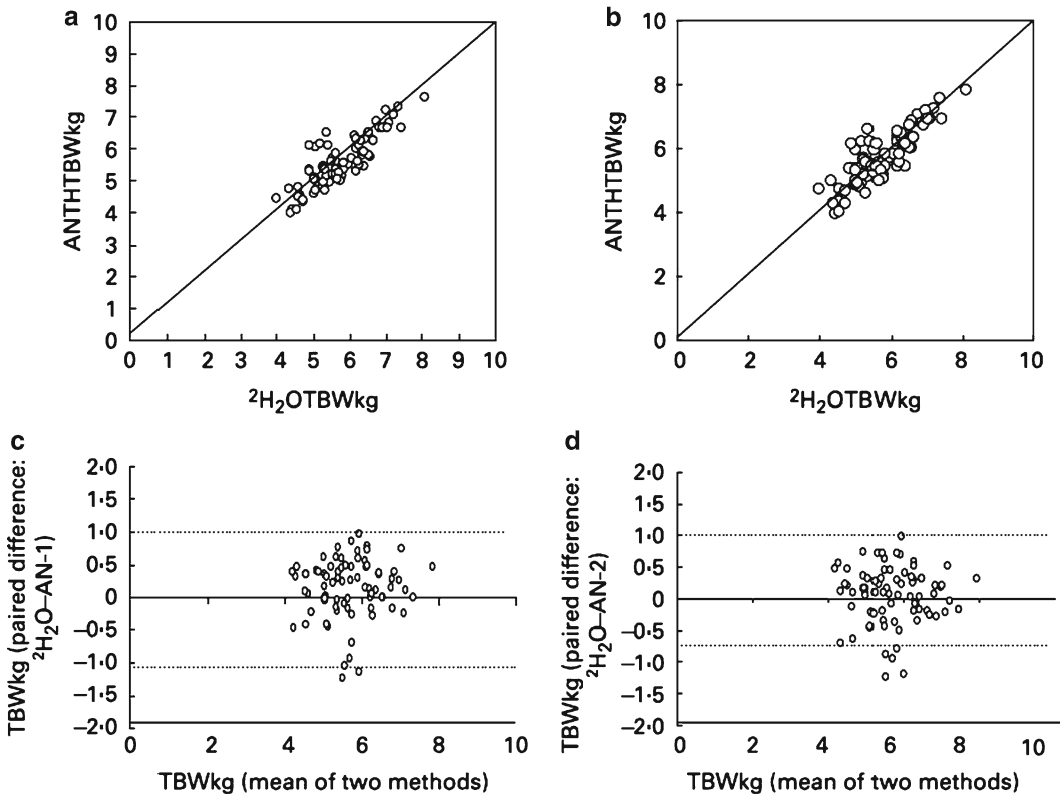 a
10
9
8
7
6
5
4
3
2
1
0
ANTHTBWkg
0 1 2 3 4 5 6 7 8 9 10
²H₂OTBWkg
b
10
8
6
4
2
0
ANTHTBWkg
0 4 6 8 10
²H₂OTBWkg
c
2·0
1·5
1·0
0·5
0
–0·5
–1·0
–1·5
–2·0
TBWkg (paired difference:
²H₂O–AN-1)
0 2 4 6 8 10
TBWkg (mean of two methods)
d
2·0
1·5
1·0
0·5
0
–0·5
–1·0
–1·5
–2·0
TBWkg (paired difference:
²H₂O–AN-2)
0 2 4 6 8 10
TBWkg (mean of two methods)